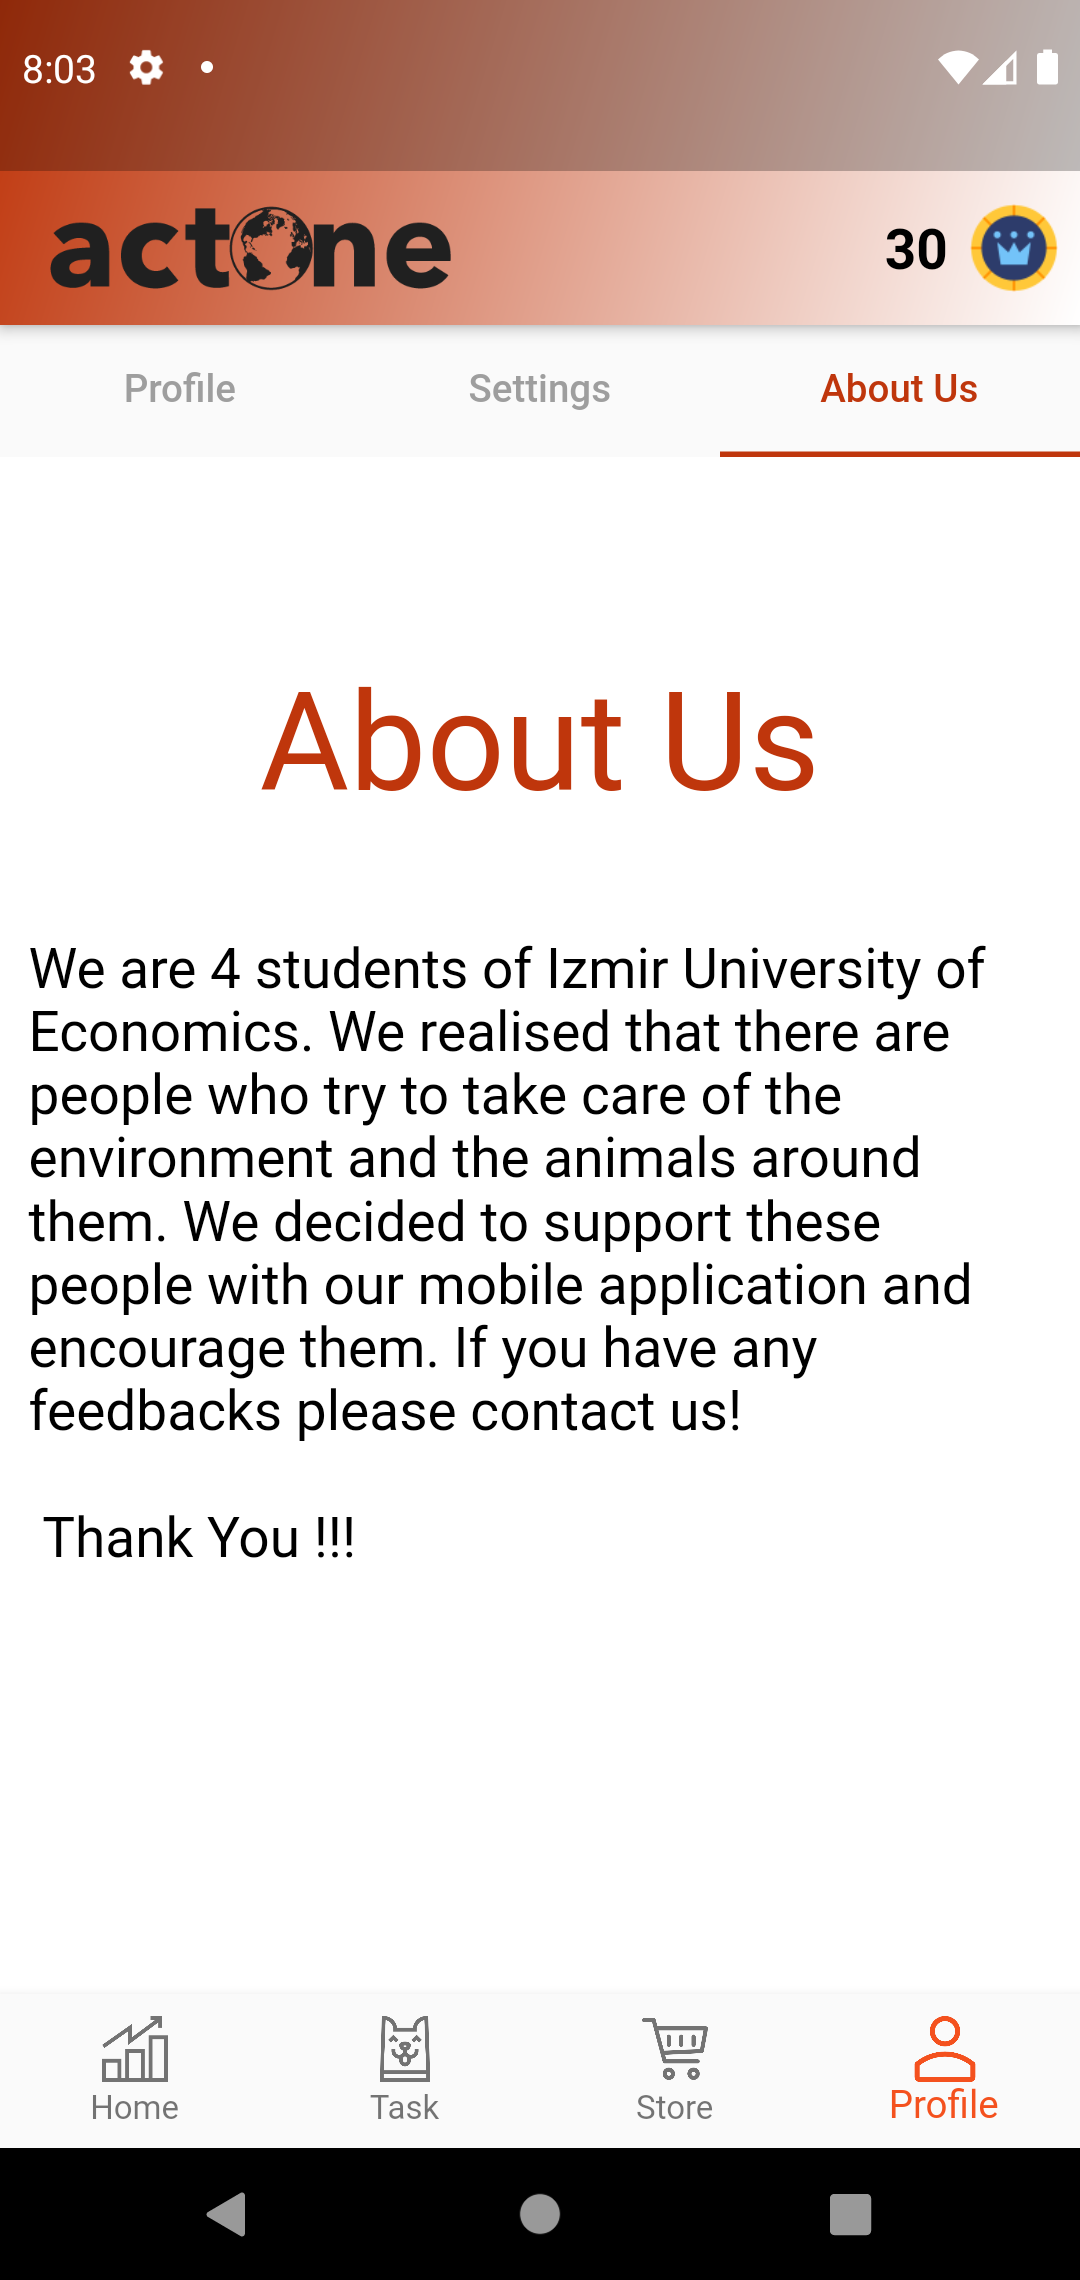 8:03
actone
30
Profile
Settings
About Us
About Us
We are 4 students of Izmir University of
Economics. We realised that there are
people who try to take care of the
environment and the animals around
them. We decided to support these
people with our mobile application and
encourage them. If you have any
feedbacks please contact us!
Thank You !!!
Home
Task
Store
Profile